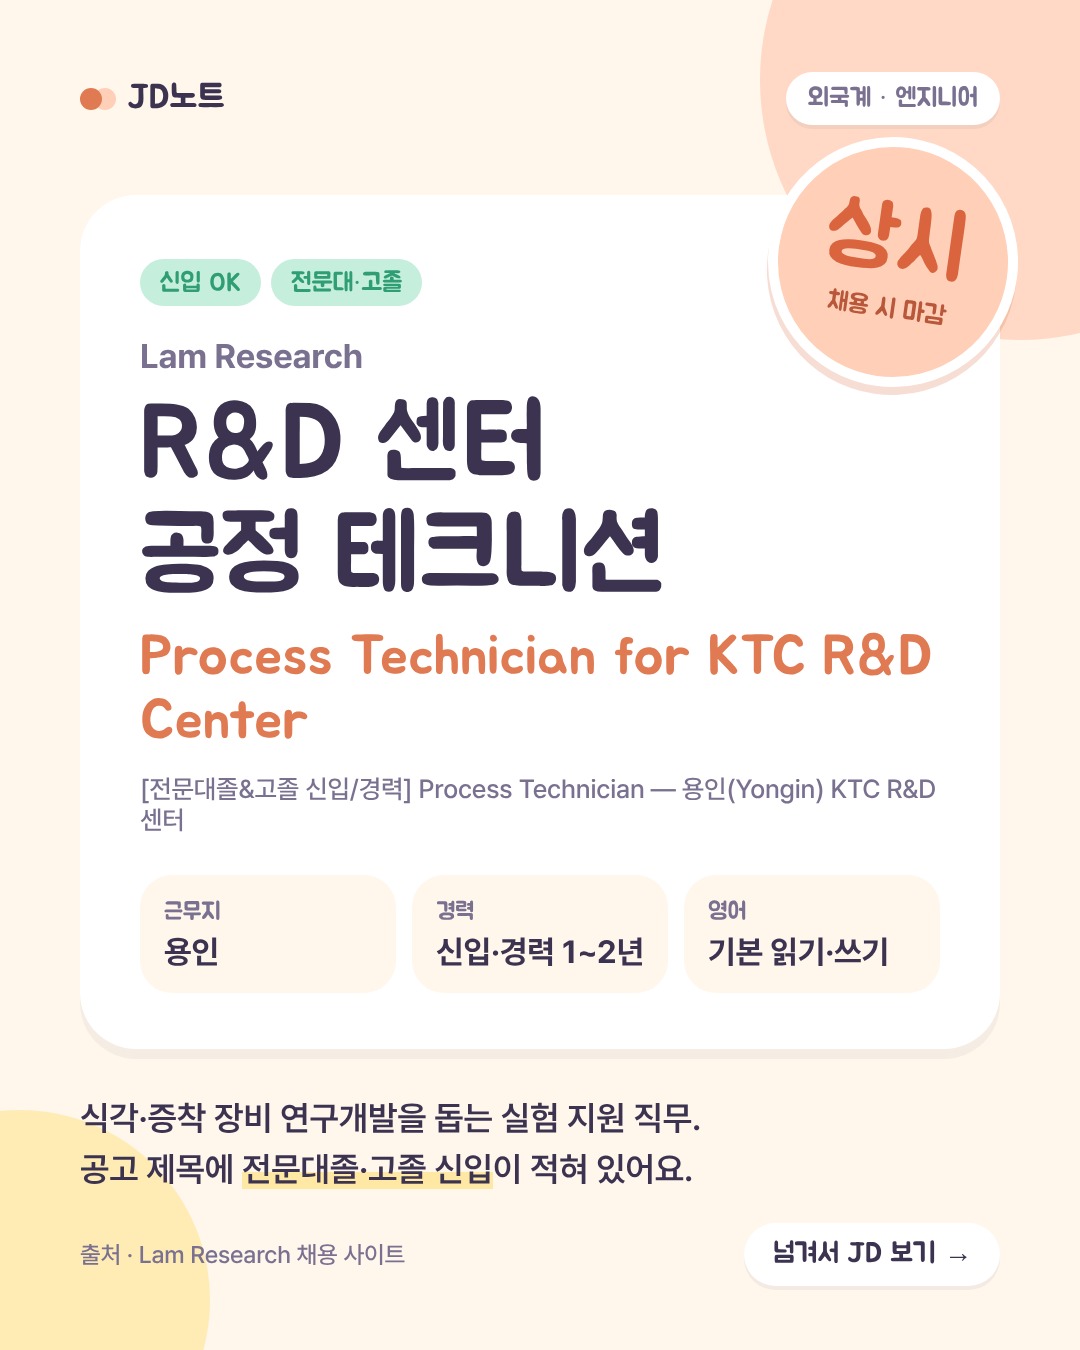 JD노트
외국계 · 엔지니어
상시
채용 시 마감
신입 OK
전문대·고졸
Lam Research
R&D 센터
공정 테크니션
Process Technician for KTC R&D
Center
[전문대졸&고졸 신입/경력] Process Technician — 용인(Yongin) KTC R&D
센터
근무지
용인
경력
신입·경력 1~2년
영어
기본 읽기·쓰기
식각·증착 장비 연구개발을 돕는 실험 지원 직무.
공고 제목에 전문대졸·고졸 신입이 적혀 있어요.
출처 · Lam Research 채용 사이트
넘겨서 JD 보기 →